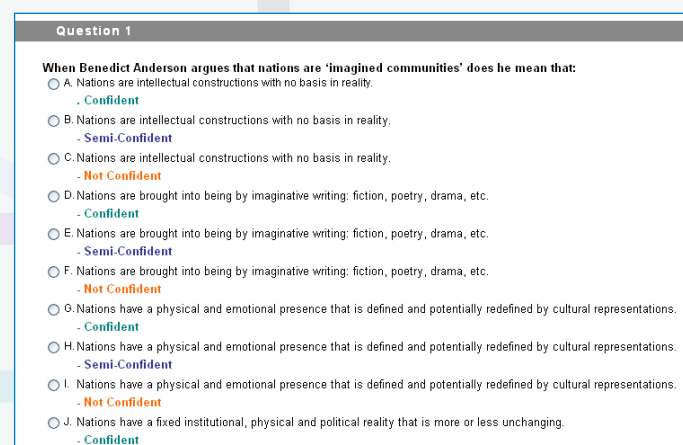 Question 1
When Benedict Anderson argues that nations are ‘imagined communities’ does he mean that:
A. Nations are intellectual constructions with no basis in reality.
. Confident
B. Nations are intellectual constructions with no basis in reality.
- Semi-Confident
C. Nations are intellectual constructions with no basis in reality.
- Not Confident
D. Nations are brought into being by imaginative writing: fiction, poetry, drama, etc.
- Confident
E. Nations are brought into being by imaginative writing: fiction, poetry, drama, etc.
- Semi-Confident
F. Nations are brought into being by imaginative writing: fiction, poetry, drama, etc.
- Not Confident
G. Nations have a physical and emotional presence that is defined and potentially redefined by cultural representations.
- Confident
H. Nations have a physical and emotional presence that is defined and potentially redefined by cultural representations.
- Semi-Confident
I. Nations have a physical and emotional presence that is defined and potentially redefined by cultural representations.
- Not Confident
J. Nations have a fixed institutional, physical and political reality that is more or less unchanging.
- Confident